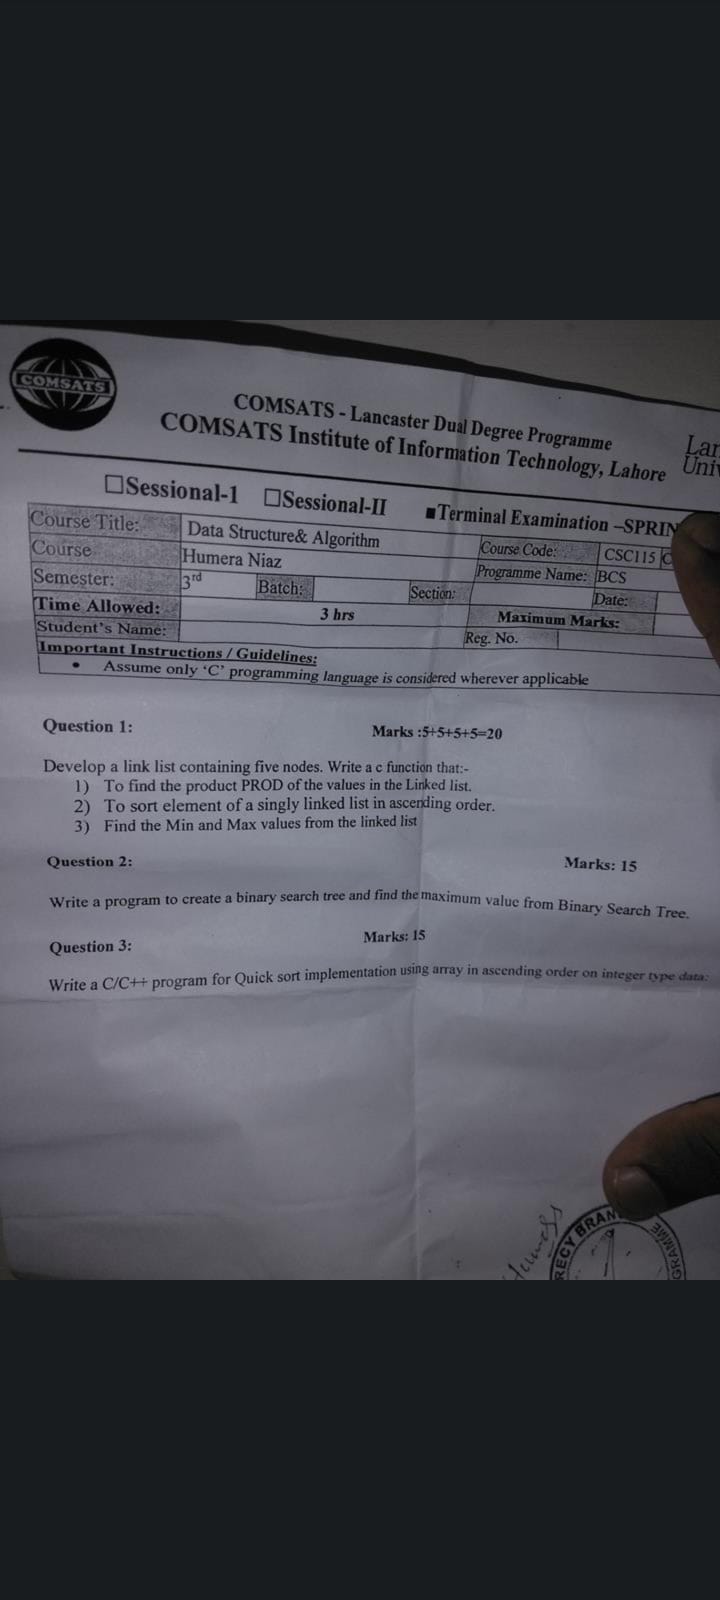 COMSATS
COMSATS - Lancaster Dual Degree Programme
COMSATS Institute of Information Technology, Lahore
Lan
Univ
☐Sessional-1 ☐Sessional-II ■Terminal Examination –SPRIN
Course Title: Data Structure& Algorithm Course Code: CSC115 C
Course Humera Niaz Programme Name: BCS
Semester: 3rd Batch: Section: Date:
Time Allowed: 3 hrs Maximum Marks:
Student's Name: Reg. No.
Important Instructions / Guidelines:
• Assume only 'C' programming language is considered wherever applicable
Question 1: Marks :5+5+5+5=20
Develop a link list containing five nodes. Write a c function that:-
1) To find the product PROD of the values in the Linked list.
2) To sort element of a singly linked list in ascending order.
3) Find the Min and Max values from the linked list
Question 2: Marks: 15
Write a program to create a binary search tree and find the maximum value from Binary Search Tree.
Question 3: Marks: 15
Write a C/C++ program for Quick sort implementation using array in ascending order on integer type data:
RECY BRAN
GRAMME